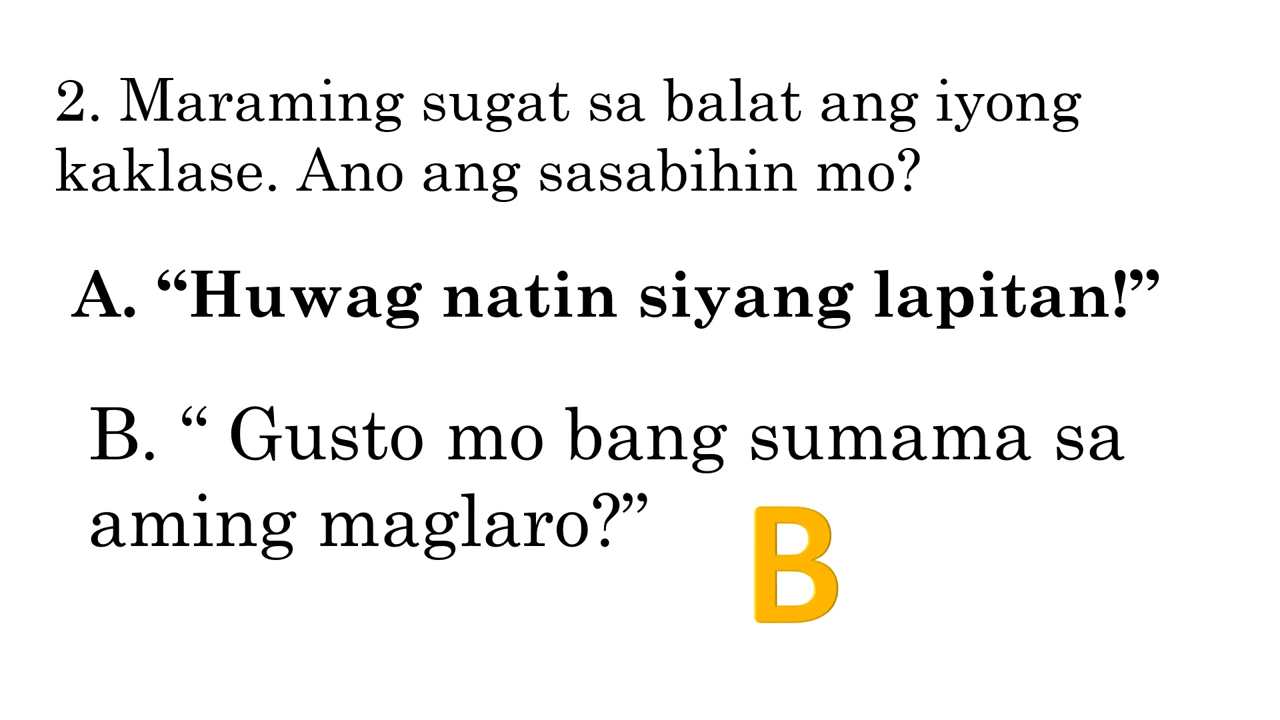 2. Maraming sugat sa balat ang iyong
kaklase. Ano ang sasabihin mo?
A. “Huwag natin siyang lapitan!”
B. “ Gusto mo bang sumama sa
aming maglaro?”
B